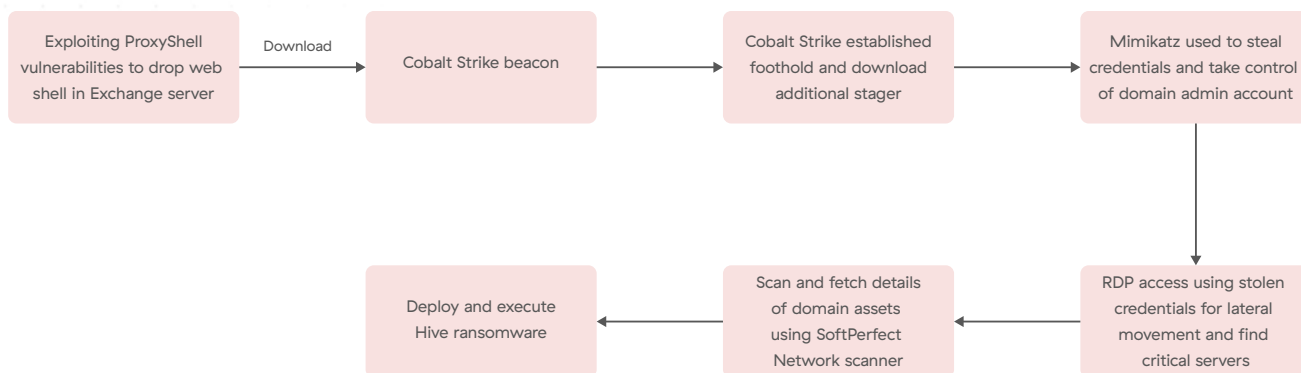 Exploiting ProxyShell
vulnerabilities to drop web
shell in Exchange server
Download
Cobalt Strike beacon
Cobalt Strike established
foothold and download
additional stager
Mimikatz used to steal
credentials and take control
of domain admin account
RDP access using stolen
credentials for lateral
movement and find
critical servers
Scan and fetch details
of domain assets
using SoftPerfect
Network scanner
Deploy and execute
Hive ransomware